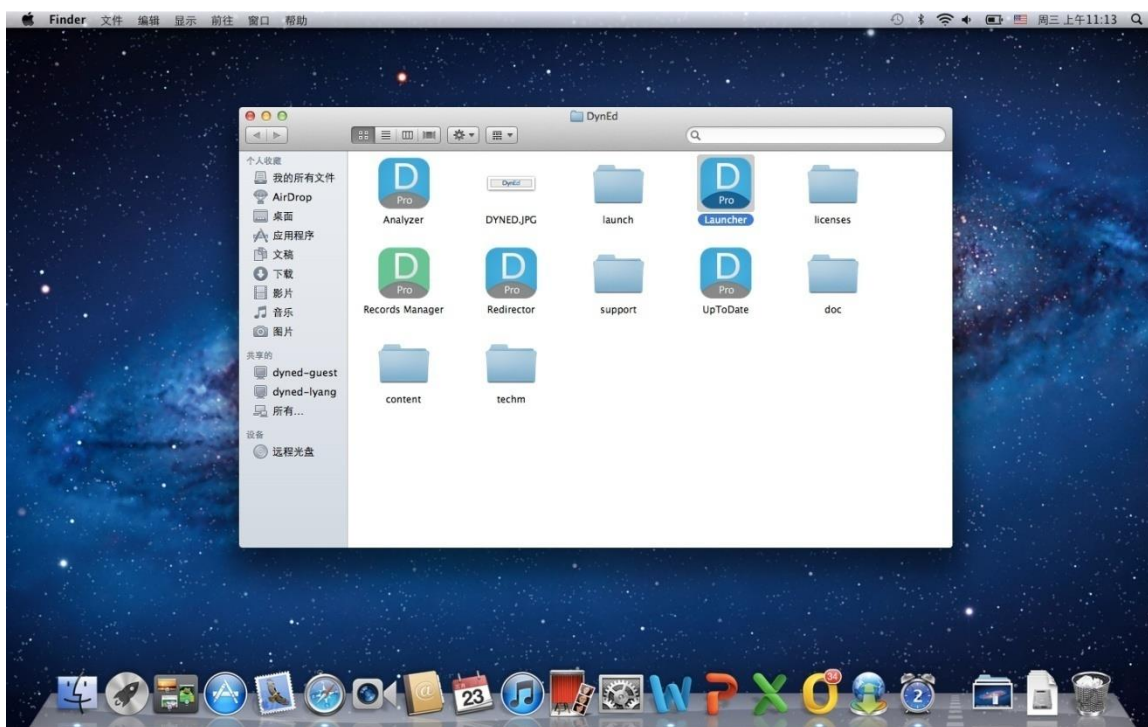 Finder 文件 编辑 显示 前往 窗口 帮助 周三 上午11:13
DynEd
个人收藏
我的所有文件
AirDrop
桌面
应用程序
文稿
下载
影片
音乐
图片
共享的
dyned-guest
dyned-lyang
所有...
设备
远程光盘
D Pro
DynEd
D Pro
Analyzer DYNED.JPG launch Launcher licenses
D Pro
D Pro
D Pro
Records Manager Redirector support UpToDate doc
content techm
23
34
2